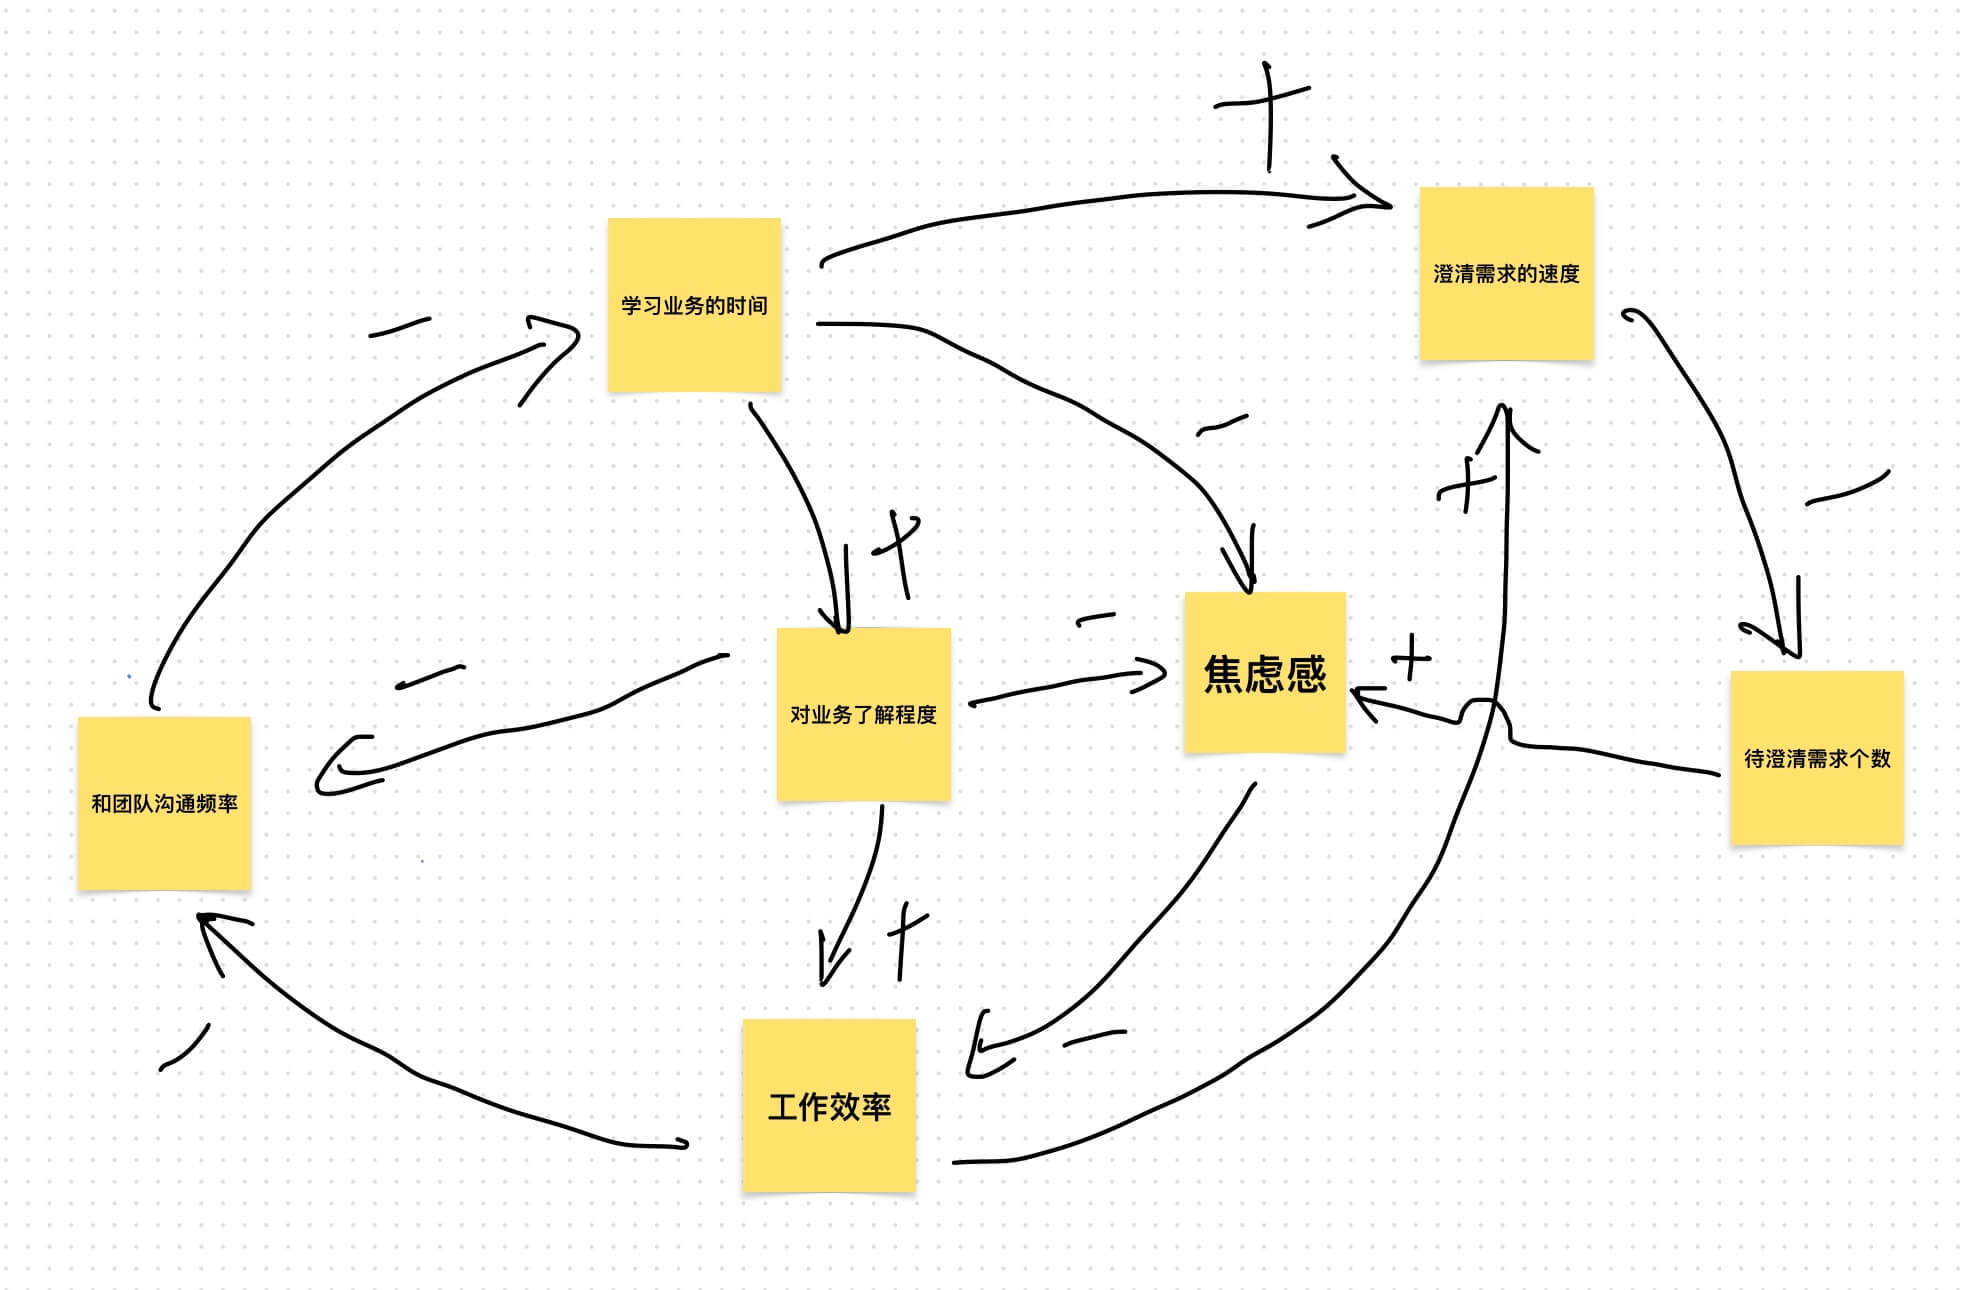 +
澄清需求的速度
学习业务的时间
-
-
+
-
+
-
焦虑感
+
-
对业务了解程度
待澄清需求个数
和团队沟通频率
+
-
-
工作效率